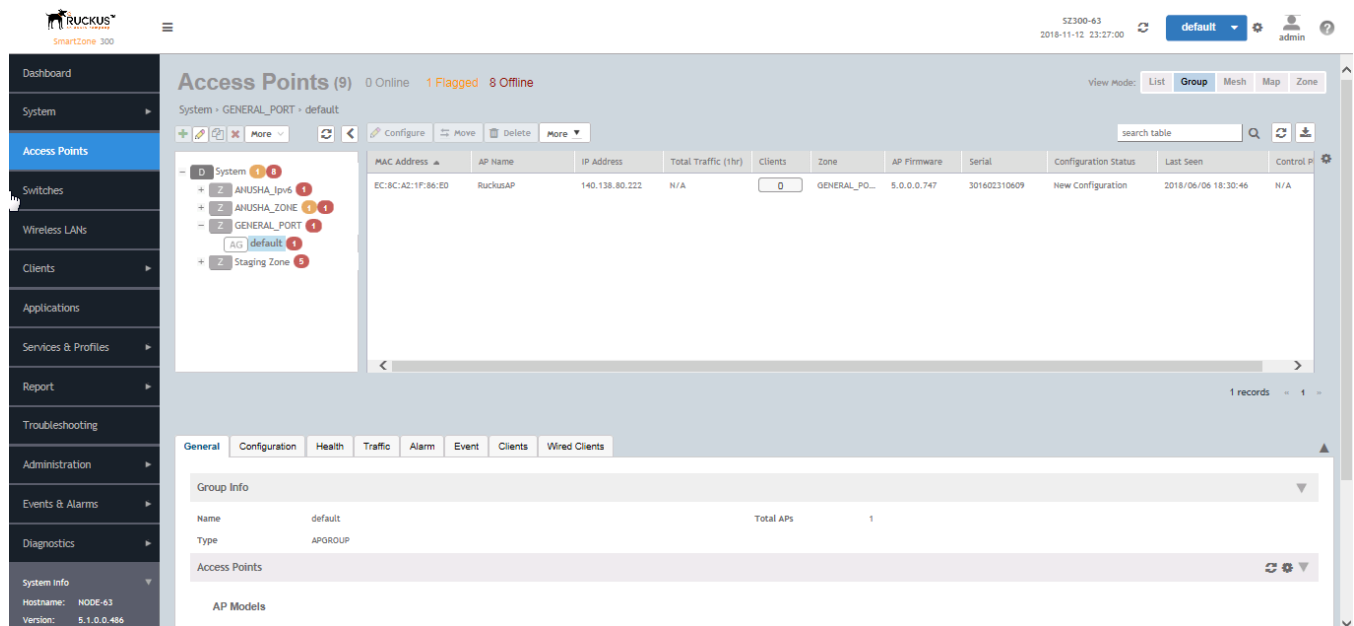 RUCKUS™
SmartZone 300
SZ300-63
2018-11-12 23:27:00
default
admin
Dashboard
System
Access Points
Switches
Wireless LANs
Clients
Applications
Services & Profiles
Report
Troubleshooting
Administration
Events & Alarms
Diagnostics
System Info
Hostname: NODE-63
Version: 5.1.0.0.486
Access Points (9) 0 Online 1 Flagged 8 Offline
View Mode: List Group Mesh Map Zone
System GENERAL_PORT default
More
Configure Move Delete More
search table
D System 1 8
Z ANUSHA_Ipv6 1
Z ANUSHA_ZONE 1 1
Z GENERAL_PORT 1
AG default 1
Z Staging Zone 5
MAC Address AP Name IP Address Total Traffic (1hr) Clients Zone AP Firmware Serial Configuration Status Last Seen Control P
EC:8C:A2:1F:86:E0 RuckusAP 140.138.80.222 N/A 0 GENERAL_PO... 5.0.0.0.747 301602310609 New Configuration 2018/06/06 18:30:46 N/A
1 records « 1 »
General Configuration Health Traffic Alarm Event Clients Wired Clients
Group Info
Name default Total APs 1
Type APGROUP
Access Points
AP Models